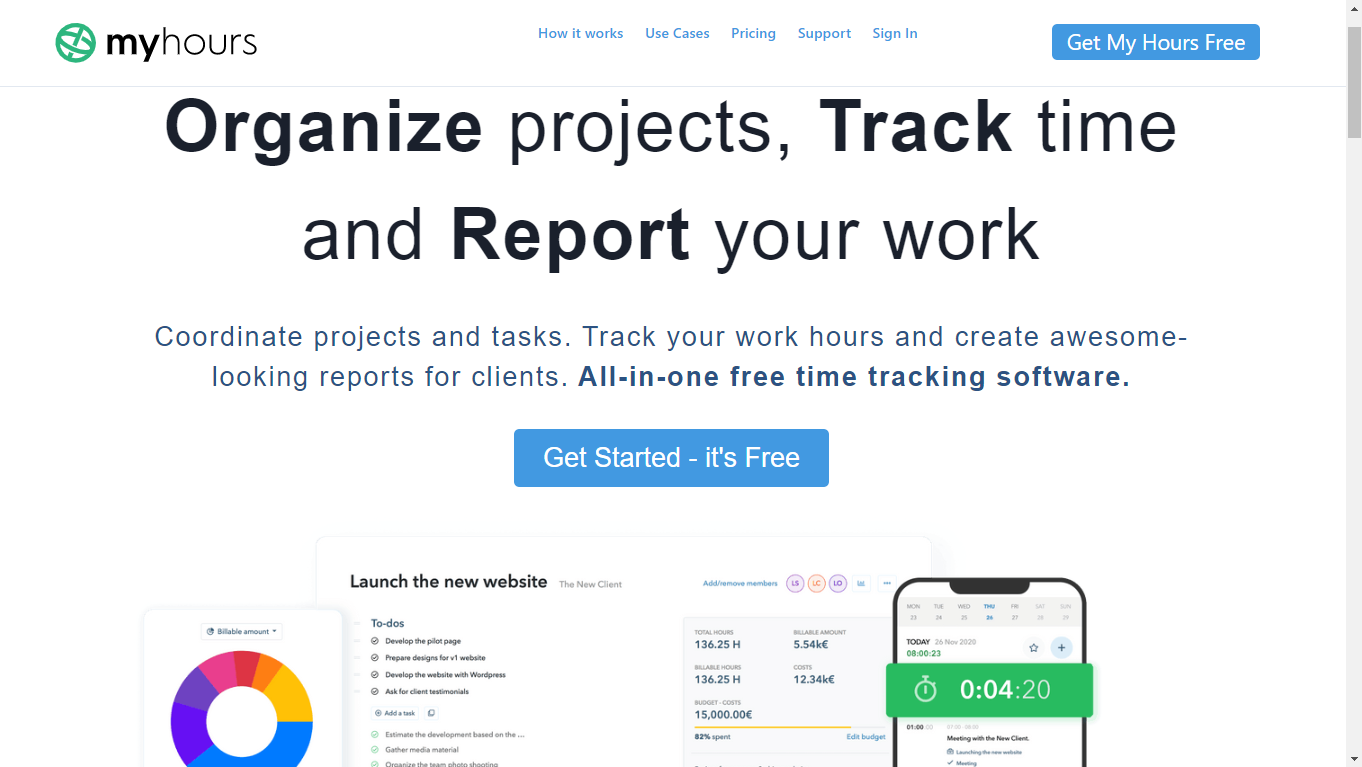 myhours
How it works Use Cases Pricing Support Sign In
Get My Hours Free
Organize projects, Track time
and Report your work
Coordinate projects and tasks. Track your work hours and create awesome-
looking reports for clients. All-in-one free time tracking software.
Get Started - it's Free
Launch the new website The New Client
Add/remove members LS LC LO
Billable amount
To-dos
Develop the pilot page
Prepare designs for v1 website
Develop the website with Wordpress
Ask for client testimonials
Add a task
Estimate the development based on the ...
Gather media material
Organize the team photo shooting
TOTAL HOURS BILLABLE AMOUNT
136.25 H 5.54k€
BILLABLE HOURS COSTS
136.25 H 12.34k€
BUDGET - COSTS
15,000.00€
82% spent Edit budget
MON TUE WED THU FRI SAT SUN
23 24 25 26 27 28 29
TODAY 26 Nov 2020
08:00:23
0:04:20
01:00:00 07:00 - 08:00
Meeting with the New Client.
Launching the new website
Meeting